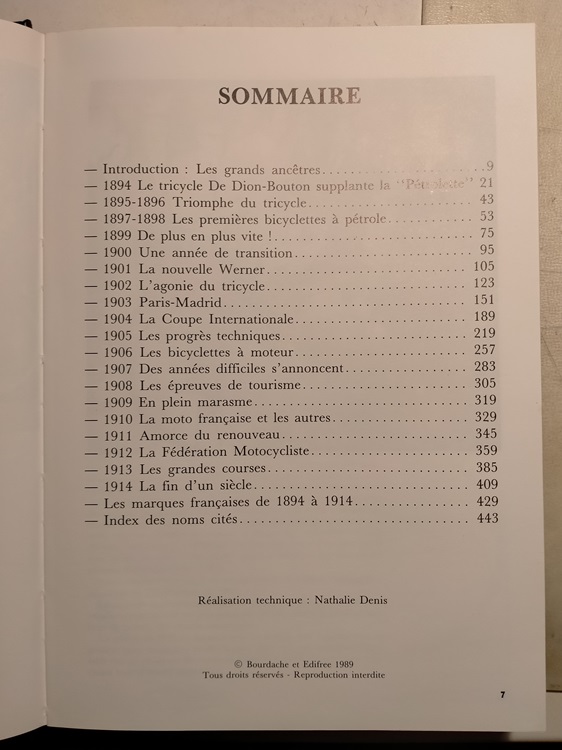 SOMMAIRE
— Introduction : Les grands ancêtres. . . . . . . . . . . . . . . . . . . . . . 9
— 1894 Le tricycle De Dion-Bouton supplante la "Pétrolette" 21
— 1895-1896 Triomphe du tricycle. . . . . . . . . . . . . . . . . . . . . . . 43
— 1897-1898 Les premières bicyclettes à pétrole. . . . . . . . . . . . 53
— 1899 De plus en plus vite !. . . . . . . . . . . . . . . . . . . . . . . . . . . 75
— 1900 Une année de transition. . . . . . . . . . . . . . . . . . . . . . . . . 95
— 1901 La nouvelle Werner. . . . . . . . . . . . . . . . . . . . . . . . . . . . 105
— 1902 L'agonie du tricycle. . . . . . . . . . . . . . . . . . . . . . . . . . . . 123
— 1903 Paris-Madrid. . . . . . . . . . . . . . . . . . . . . . . . . . . . . . . . . 151
— 1904 La Coupe Internationale. . . . . . . . . . . . . . . . . . . . . . . . 189
— 1905 Les progrès techniques. . . . . . . . . . . . . . . . . . . . . . . . . . 219
— 1906 Les bicyclettes à moteur. . . . . . . . . . . . . . . . . . . . . . . . 257
— 1907 Des années difficiles s'annoncent. . . . . . . . . . . . . . . . . 283
— 1908 Les épreuves de tourisme. . . . . . . . . . . . . . . . . . . . . . . 305
— 1909 En plein marasme. . . . . . . . . . . . . . . . . . . . . . . . . . . . . 319
— 1910 La moto française et les autres. . . . . . . . . . . . . . . . . . . 329
— 1911 Amorce du renouveau. . . . . . . . . . . . . . . . . . . . . . . . . . 345
— 1912 La Fédération Motocycliste. . . . . . . . . . . . . . . . . . . . . . 359
— 1913 Les grandes courses. . . . . . . . . . . . . . . . . . . . . . . . . . . . 385
— 1914 La fin d'un siècle. . . . . . . . . . . . . . . . . . . . . . . . . . . . . . 409
— Les marques françaises de 1894 à 1914. . . . . . . . . . . . . . . . 429
— Index des noms cités. . . . . . . . . . . . . . . . . . . . . . . . . . . . . . . 443
Réalisation technique : Nathalie Denis
© Bourdache et Edifree 1989
Tous droits réservés - Reproduction interdite
7